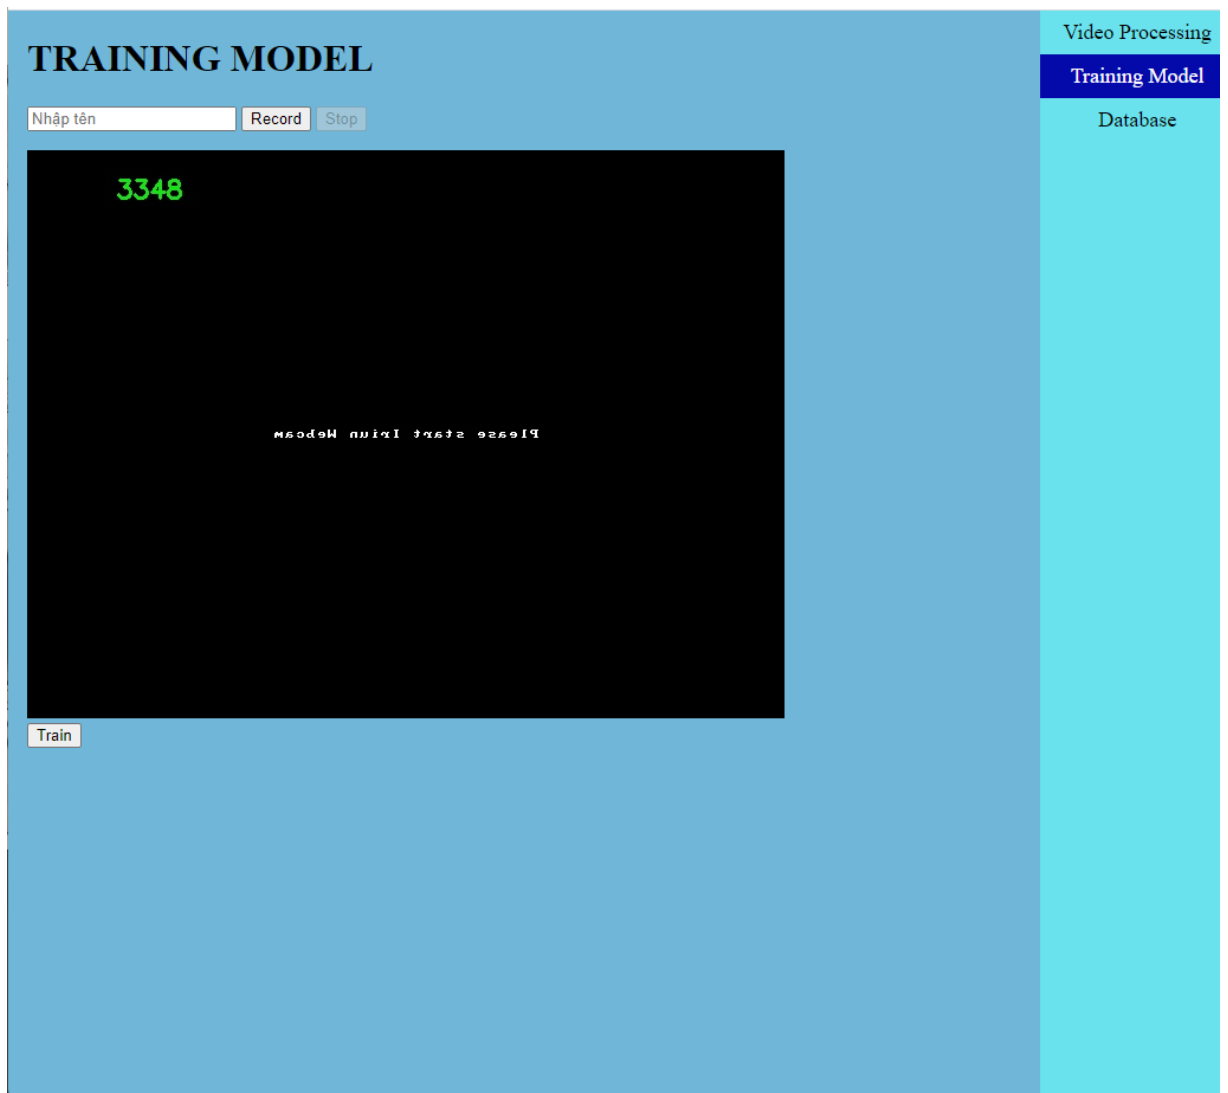 TRAINING MODEL
Nhập tên Record Stop
3348
Please start Iriun Webcam
Train
Video Processing
Training Model
Database